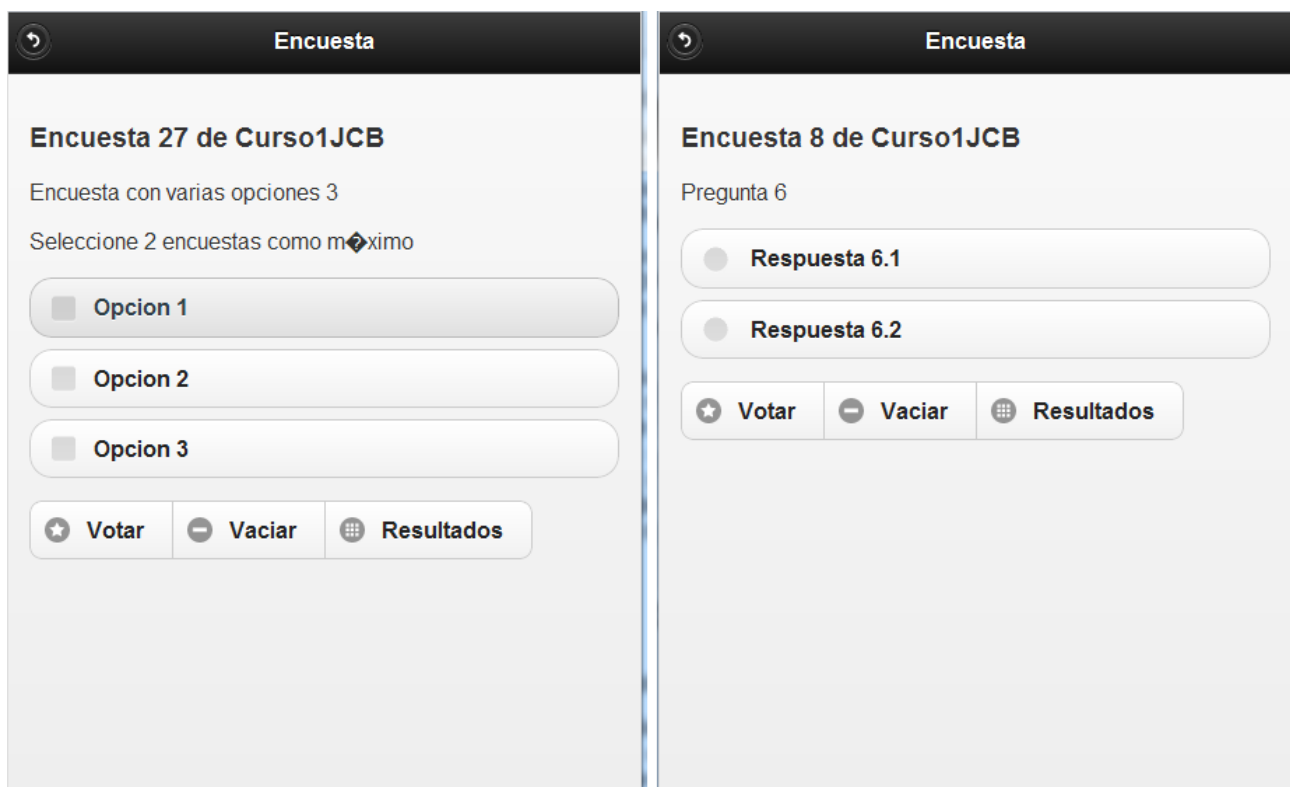 Encuesta
Encuesta 27 de Curso1JCB
Encuesta con varias opciones 3
Seleccione 2 encuestas como m�ximo
Opcion 1
Opcion 2
Opcion 3
Votar Vaciar Resultados
Encuesta
Encuesta 8 de Curso1JCB
Pregunta 6
Respuesta 6.1
Respuesta 6.2
Votar Vaciar Resultados